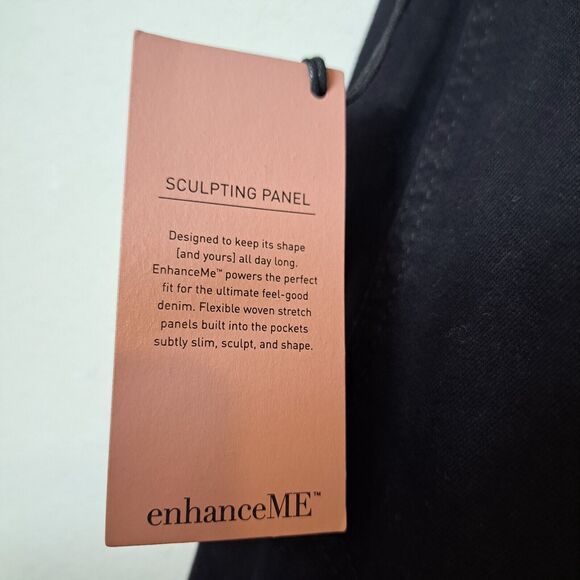 SCULPTING PANEL
Designed to keep its shape
[and yours] all day long.
EnhanceMe™ powers the perfect
fit for the ultimate feel-good
denim. Flexible woven stretch
panels built into the pockets
subtly slim, sculpt, and shape.
enhanceME™